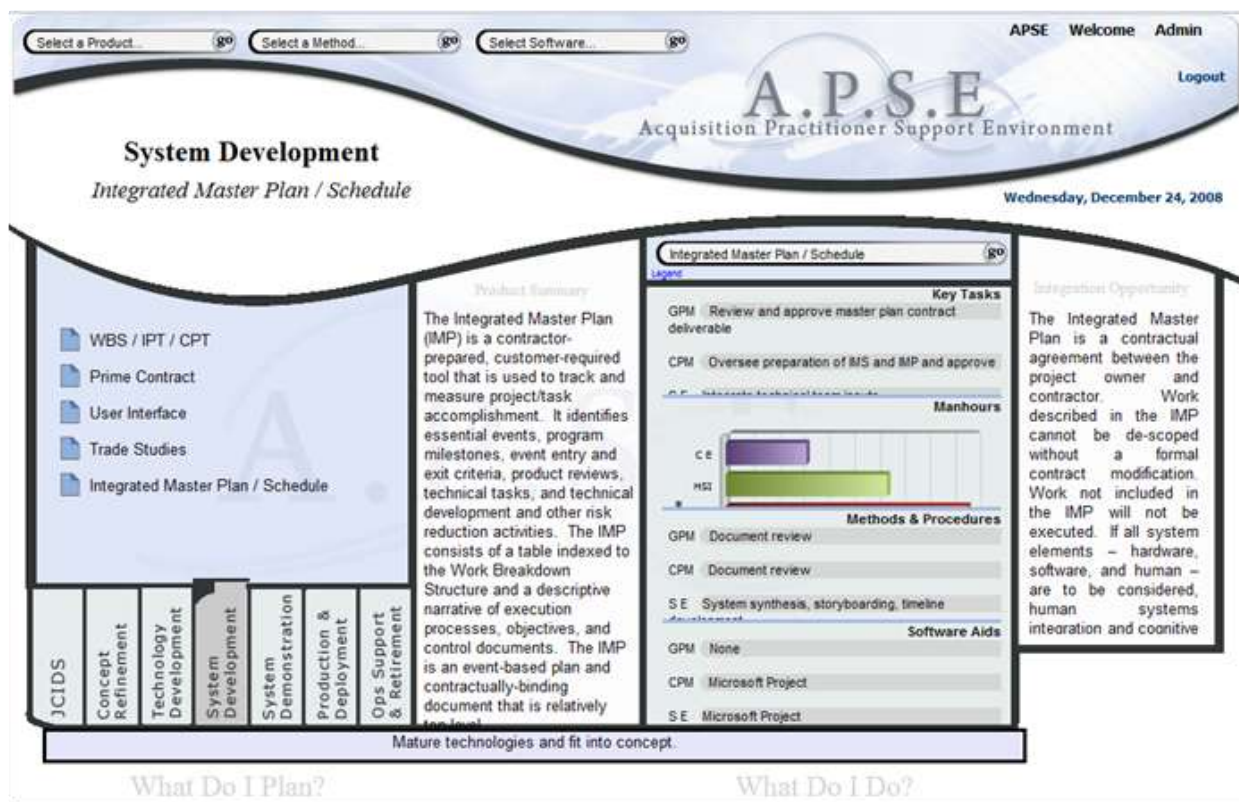 Select a Product... go Select a Method... go Select Software... go
APSE Welcome Admin
Logout
A.P.S.E
Acquisition Practitioner Support Environment
System Development
Integrated Master Plan / Schedule
Wednesday, December 24, 2008
WBS / IPT / CPT
Prime Contract
User Interface
Trade Studies
Integrated Master Plan / Schedule
JCIDS
Concept
Refinement
Technology
Development
System
Development
System
Demonstration
Production &
Deployment
Ops Support
& Retirement
Product Summary
The Integrated Master Plan
(IMP) is a contractor-
prepared, customer-required
tool that is used to track and
measure project/task
accomplishment. It identifies
essential events, program
milestones, event entry and
exit criteria, product reviews,
technical tasks, and technical
development and other risk
reduction activities. The IMP
consists of a table indexed to
the Work Breakdown
Structure and a descriptive
narrative of execution
processes, objectives, and
control documents. The IMP
is an event-based plan and
contractually-binding
document that is relatively
top-level
Integrated Master Plan / Schedule go
Legend
Key Tasks
GPM Review and approve master plan contract
deliverable
CPM Oversee preparation of IMS and IMP and approve
S E Integrate technical team inputs
Manhours
C E
HSI
Methods & Procedures
GPM Document review
CPM Document review
S E System synthesis, storyboarding, timeline
development
Software Aids
GPM None
CPM Microsoft Project
S E Microsoft Project
Integration Opportunity
The Integrated Master
Plan is a contractual
agreement between the
project owner and
contractor. Work
described in the IMP
cannot be de-scoped
without a formal
contract modification.
Work not included in
the IMP will not be
executed. If all system
elements – hardware,
software, and human –
are to be considered,
human systems
integration and cognitive
Mature technologies and fit into concept.
What Do I Plan?
What Do I Do?